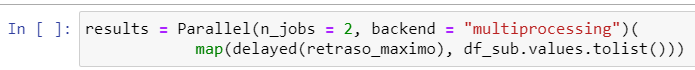 In [ ]: results = Parallel(n_jobs = 2, backend = "multiprocessing")(
map(delayed(retraso_maximo), df_sub.values.tolist()))